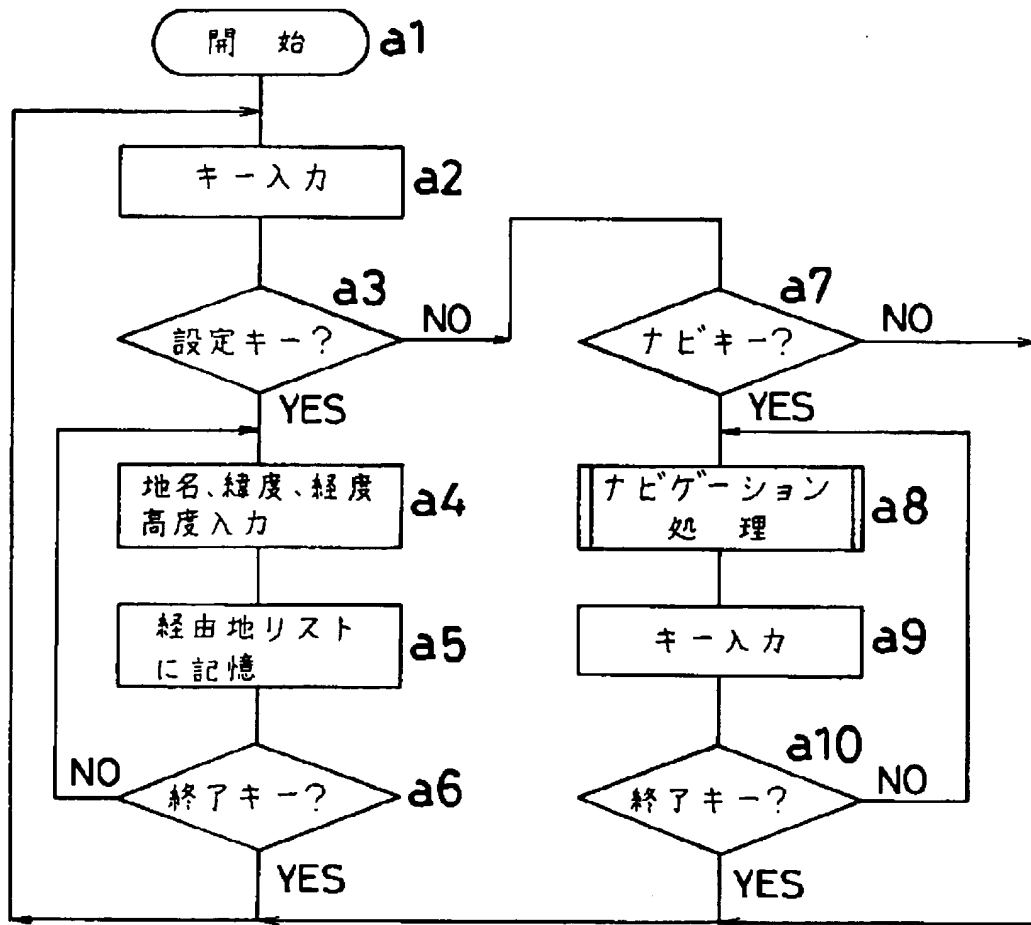 開始 a1
キー入力 a2
a3
設定キー? NO
YES
地名、緯度、経度
高度入力
a4
経由地リスト
に記憶
a5
終了キー? a6
NO
YES
a7
ナビキー? NO
YES
ナビゲーション
処理
a8
キー入力 a9
a10
終了キー? NO
YES